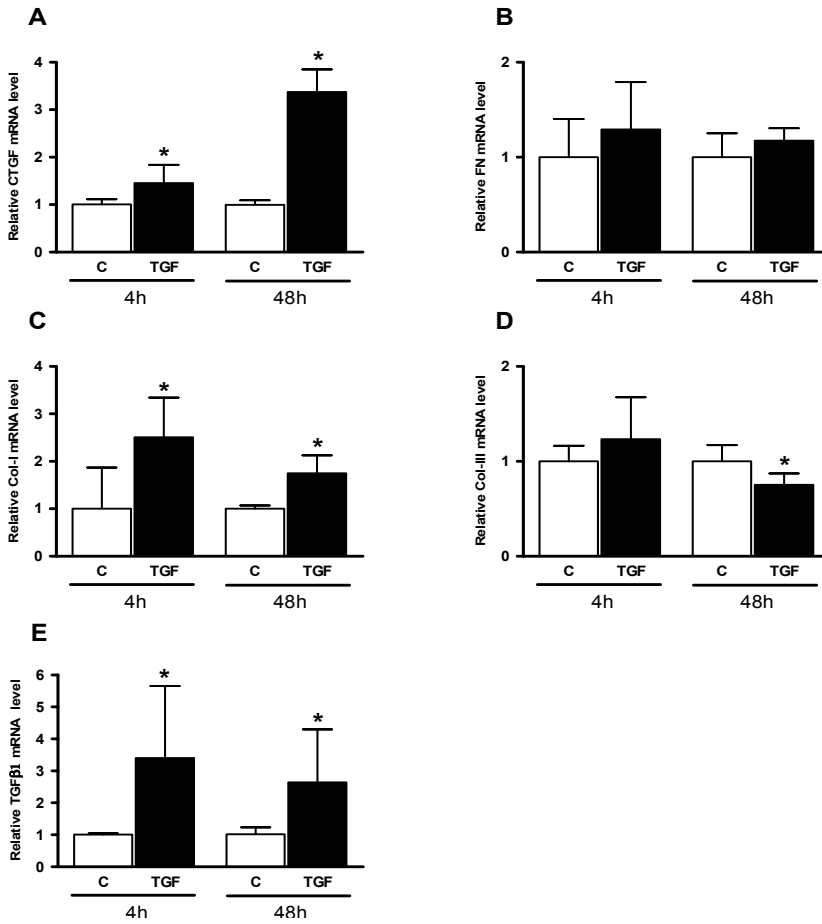 A
Relative CTGF mRNA level
4
3
2
1
0
*
*
C TGF C TGF
4h 48h
B
Relative FN mRNA level
2
1
0
C TGF C TGF
4h 48h
C
Relative Col-I mRNA level
4
3
2
1
0
*
*
C TGF C TGF
4h 48h
D
Relative Col-III mRNA level
2
1
0
*
C TGF C TGF
4h 48h
E
Relative TGFβ1 mRNA level
6
5
4
3
2
1
0
*
*
C TGF C TGF
4h 48h